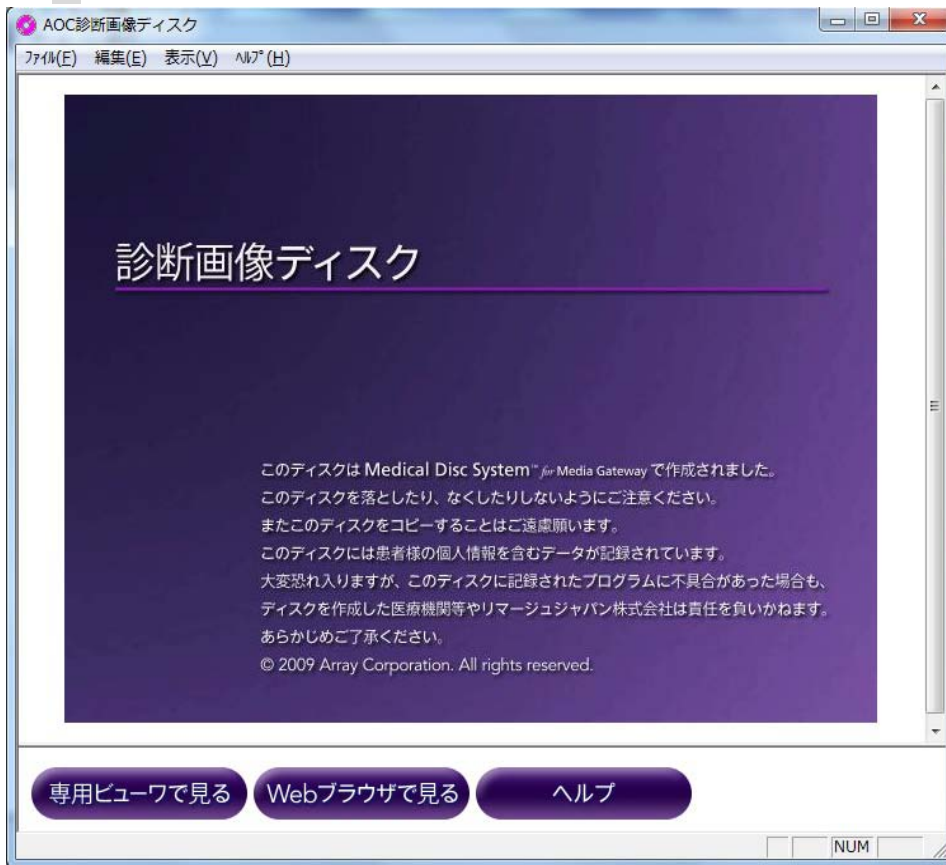 AOC診断画像ディスク
ﾌｧｲﾙ(F) 編集(E) 表示(V) ﾍﾙﾌﾟ(H)
診断画像ディスク
このディスクは Medical Disc System™ for Media Gateway で作成されました。
このディスクを落としたり、なくしたりしないようにご注意ください。
またこのディスクをコピーすることはご遠慮願います。
このディスクには患者様の個人情報を含むデータが記録されています。
大変恐れ入りますが、このディスクに記録されたプログラムに不具合があった場合も、
ディスクを作成した医療機関等やリマージュジャパン株式会社は責任を負いかねます。
あらかじめご了承ください。
© 2009 Array Corporation. All rights reserved.
専用ビューワで見る Webブラウザで見る ヘルプ
NUM